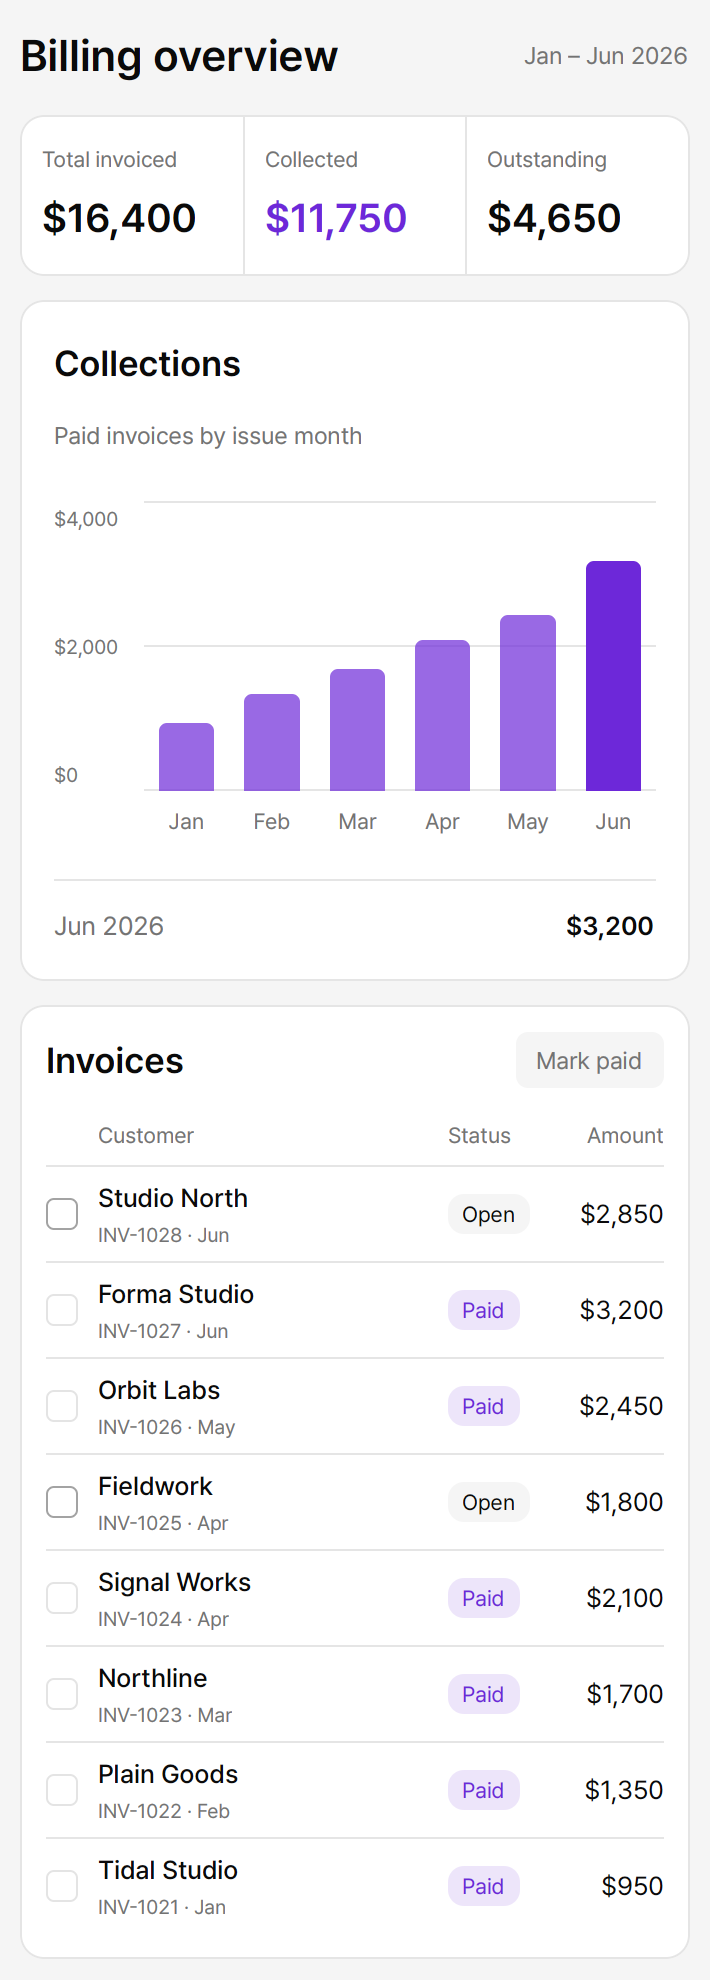 Billing overview
Jan – Jun 2026
Total invoiced
Collected
Outstanding
$16,400
$11,750
$4,650
Collections
Paid invoices by issue month
$4,000
$2,000
$0
Jan Feb Mar Apr May Jun
Jun 2026 $3,200
Invoices
Mark paid
Customer Status Amount
Studio North
INV-1028 · Jun
Open
$2,850
Forma Studio
INV-1027 · Jun
Paid
$3,200
Orbit Labs
INV-1026 · May
Paid
$2,450
Fieldwork
INV-1025 · Apr
Open
$1,800
Signal Works
INV-1024 · Apr
Paid
$2,100
Northline
INV-1023 · Mar
Paid
$1,700
Plain Goods
INV-1022 · Feb
Paid
$1,350
Tidal Studio
INV-1021 · Jan
Paid
$950